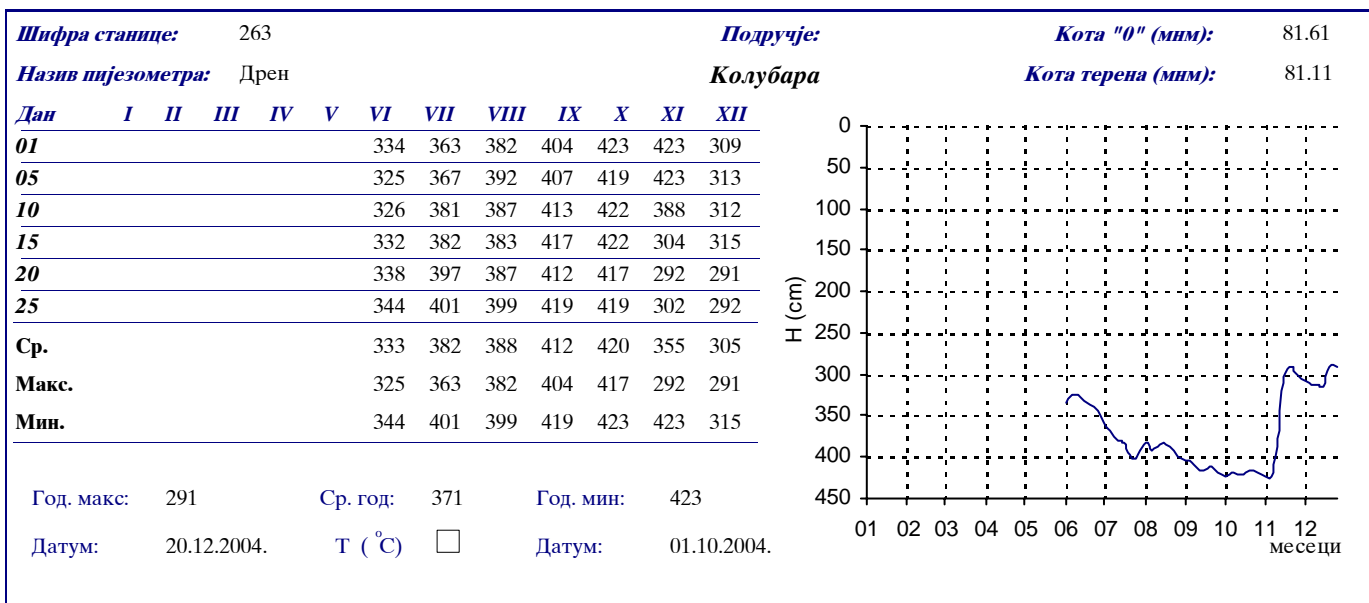 Шифра станице: 263 Подручје: Кота "0" (мнм): 81.61
Назив пијезометра: Дрен Колубара Кота терена (мнм): 81.11
Дан I II III IV V VI VII VIII IX X XI XII
01 334 363 382 404 423 423 309
05 325 367 392 407 419 423 313
10 326 381 387 413 422 388 312
15 332 382 383 417 422 304 315
20 338 397 387 412 417 292 291
25 344 401 399 419 419 302 292
Ср. 333 382 388 412 420 355 305
Макс. 325 363 382 404 417 292 291
Мин. 344 401 399 419 423 423 315
Год. макс: 291 Ср. год: 371 Год. мин: 423
Датум: 20.12.2004. Т ( °C) Датум: 01.10.2004.
0
50
100
150
200
250
300
350
400
450
H (cm)
01 02 03 04 05 06 07 08 09 10 11 12
месеци